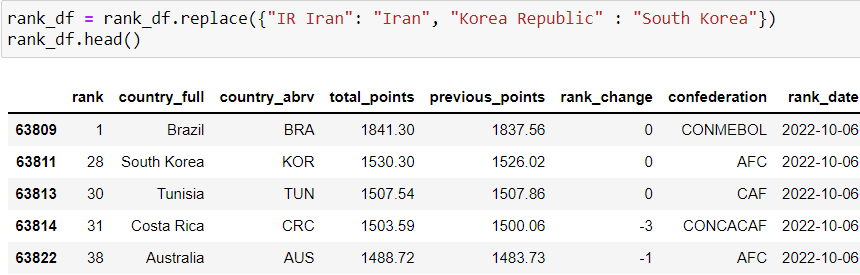 rank_df = rank_df.replace({"IR Iran": "Iran", "Korea Republic" : "South Korea"})
rank_df.head()
rank country_full country_abrv total_points previous_points rank_change confederation rank_date
63809 1 Brazil BRA 1841.30 1837.56 0 CONMEBOL 2022-10-06
63811 28 South Korea KOR 1530.30 1526.02 0 AFC 2022-10-06
63813 30 Tunisia TUN 1507.54 1507.86 0 CAF 2022-10-06
63814 31 Costa Rica CRC 1503.59 1500.06 -3 CONCACAF 2022-10-06
63822 38 Australia AUS 1488.72 1483.73 -1 AFC 2022-10-06